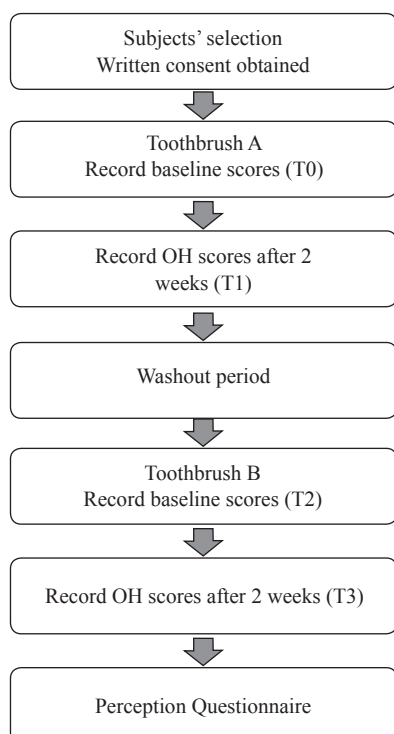 Subjects’ selection
Written consent obtained
Toothbrush A
Record baseline scores (T0)
Record OH scores after 2
weeks (T1)
Washout period
Toothbrush B
Record baseline scores (T2)
Record OH scores after 2 weeks (T3)
Perception Questionnaire